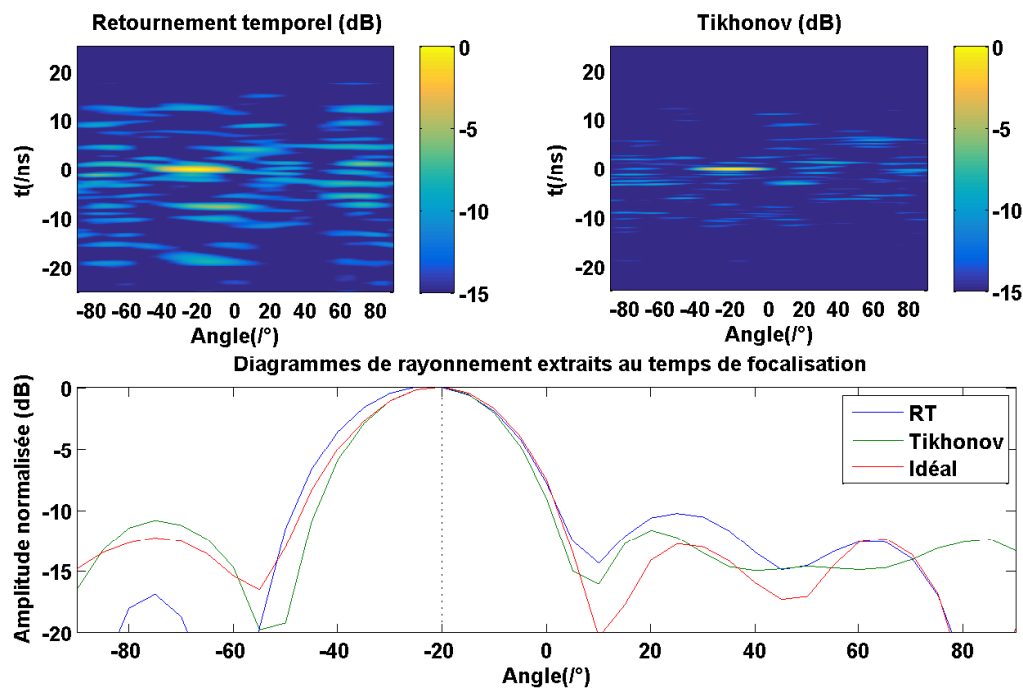 Retournement temporel (dB)
t(/ns)
20
10
0
-10
-20
-80 -60 -40 -20 0 20 40 60 80
Angle(/°)
0
-5
-10
-15
Tikhonov (dB)
t(/ns)
20
10
0
-10
-20
-80 -60 -40 -20 0 20 40 60 80
Angle(/°)
0
-5
-10
-15
Diagrammes de rayonnement extraits au temps de focalisation
Amplitude normalisée (dB)
0
-5
-10
-15
-20
-80 -60 -40 -20 0 20 40 60 80
Angle(/°)
RT
Tikhonov
Idéal